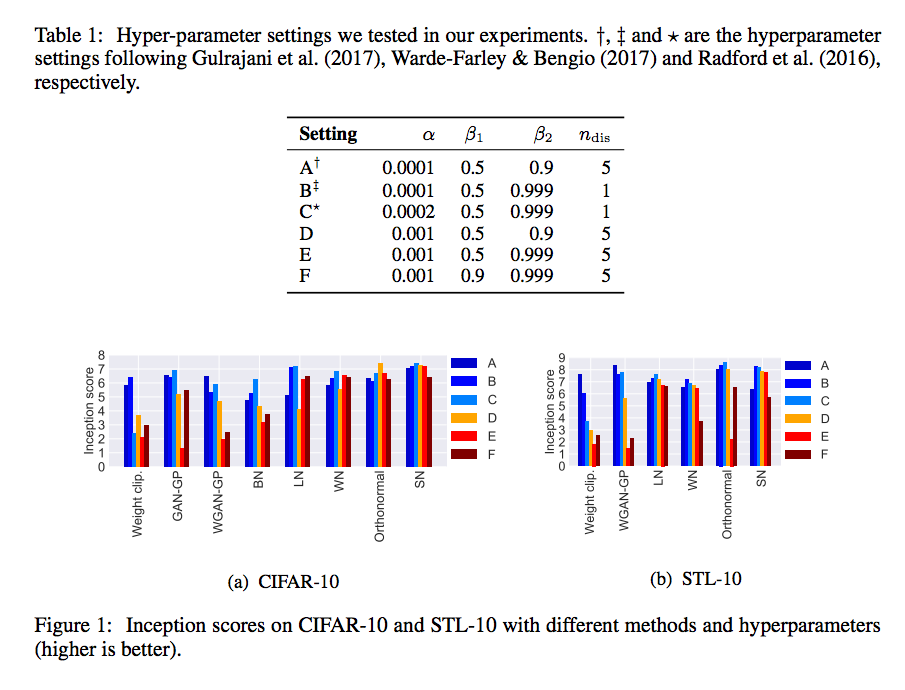 Table 1: Hyper-parameter settings we tested in our experiments. †, ‡ and ⋆ are the hyperparameter
settings following Gulrajani et al. (2017), Warde-Farley & Bengio (2017) and Radford et al. (2016),
respectively.
Setting α β₁ β₂ n_dis
A† 0.0001 0.5 0.9 5
B‡ 0.0001 0.5 0.999 1
C⋆ 0.0002 0.5 0.999 1
D 0.001 0.5 0.9 5
E 0.001 0.5 0.999 5
F 0.001 0.9 0.999 5
Inception score
8
7
6
5
4
3
2
1
0
Weight clip.
GAN-GP
WGAN-GP
BN
LN
WN
Orthonormal
SN
A
B
C
D
E
F
(a) CIFAR-10
Inception score
9
8
7
6
5
4
3
2
1
0
Weight clip.
WGAN-GP
LN
WN
Orthonormal
SN
A
B
C
D
E
F
(b) STL-10
Figure 1: Inception scores on CIFAR-10 and STL-10 with different methods and hyperparameters
(higher is better).